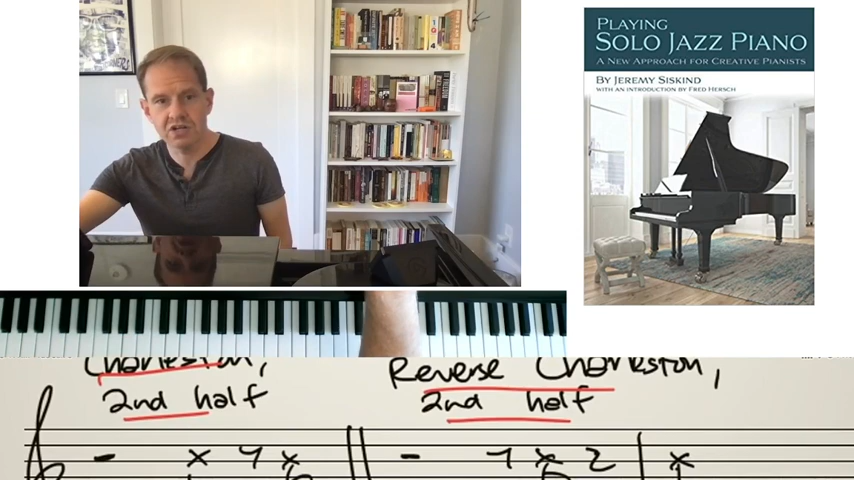 PLAYING
SOLO JAZZ PIANO
A NEW APPROACH FOR CREATIVE PIANISTS
BY JEREMY SISKIND
WITH AN INTRODUCTION BY FRED HERSCH
Charleston,
2nd half
Reverse Charleston,
2nd half